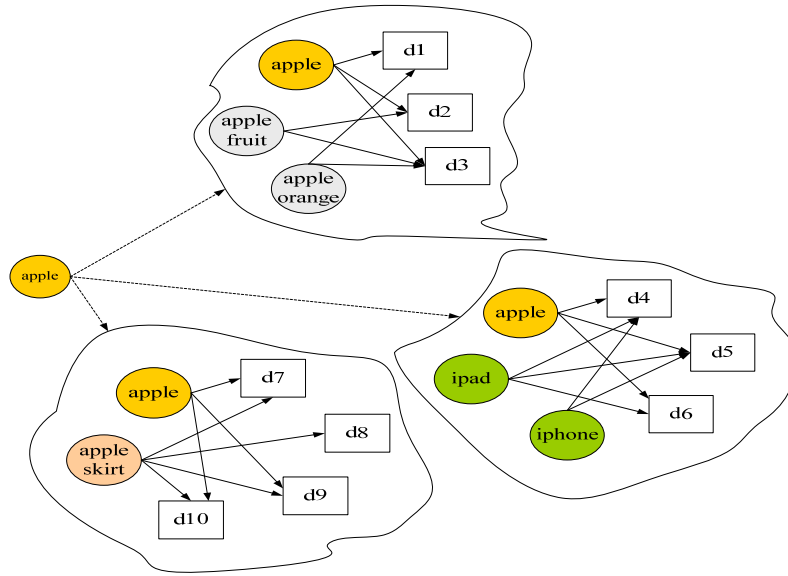 apple
d1
d2
apple
fruit
d3
apple
orange
apple
d4
apple
d5
ipad
d6
iphone
d7
apple
d8
apple
skirt
d9
d10